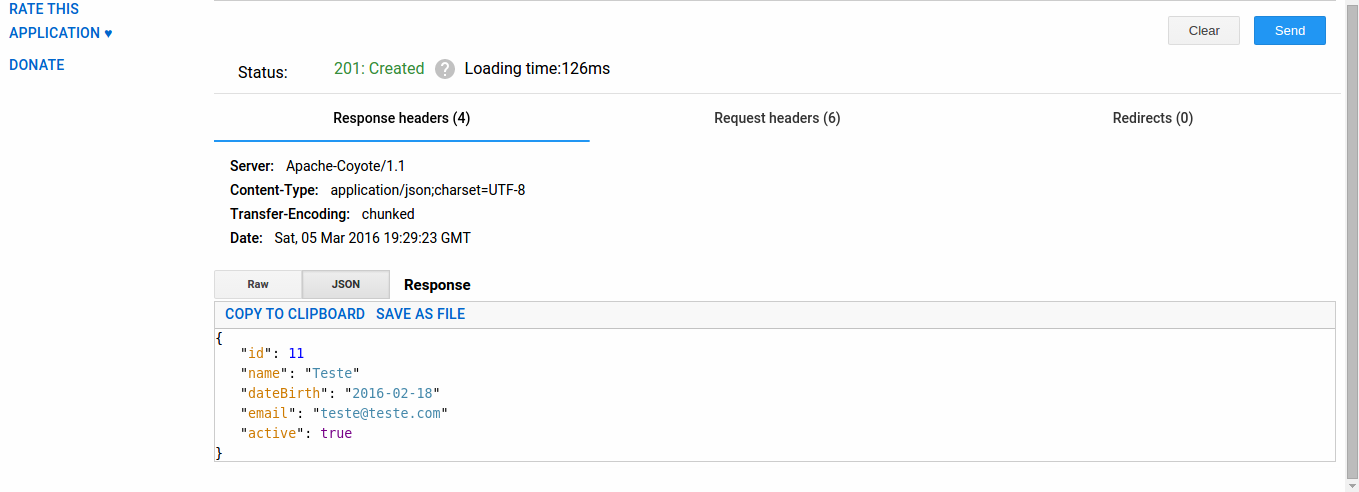 RATE THIS
APPLICATION ♥
DONATE
Clear
Send
Status: 201: Created ? Loading time:126ms
Response headers (4)
Request headers (6)
Redirects (0)
Server: Apache-Coyote/1.1
Content-Type: application/json;charset=UTF-8
Transfer-Encoding: chunked
Date: Sat, 05 Mar 2016 19:29:23 GMT
Raw
JSON
Response
COPY TO CLIPBOARD SAVE AS FILE
{
"id": 11
"name": "Teste"
"dateBirth": "2016-02-18"
"email": "teste@teste.com"
"active": true
}